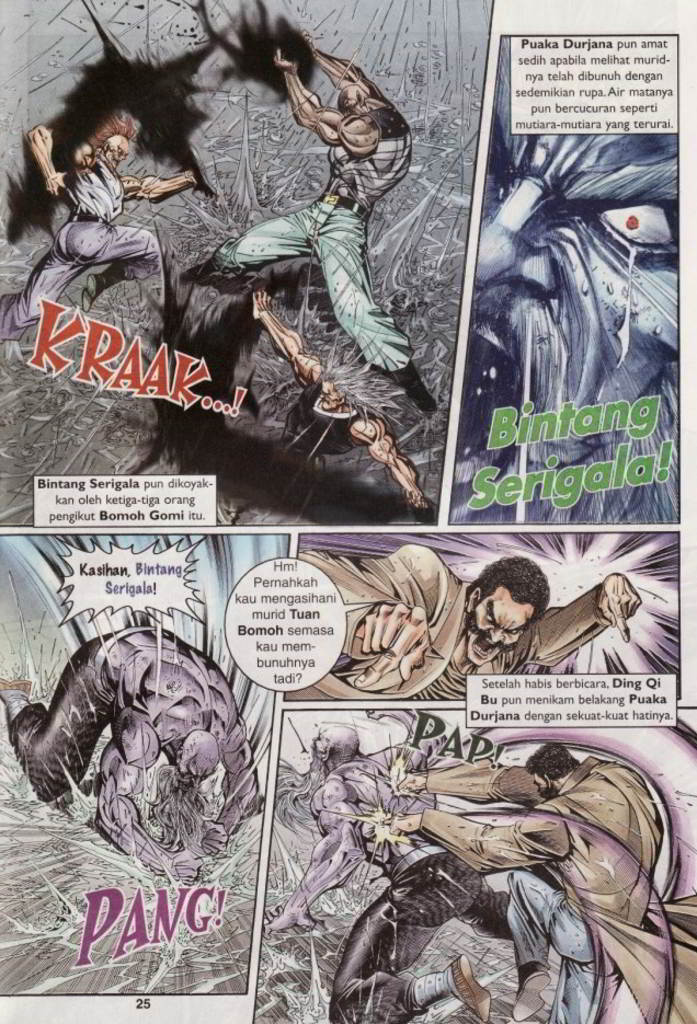 KRAAK...!
Bintang Serigala pun dikoyak-
kan oleh ketiga-tiga orang
pengikut Bomoh Gomi itu.
Puaka Durjana pun amat
sedih apabila melihat murid-
nya telah dibunuh dengan
sedemikian rupa. Air matanya
pun bercucuran seperti
mutiara-mutiara yang terurai.
Bintang
Serigala!
Kasihan, Bintang
Serigala!
PANG!
Hm!
Pernahkah
kau mengasihani
murid Tuan
Bomoh semasa
kau mem-
bunuhnya
tadi?
Setelah habis berbicara, Ding Qi
Bu pun menikam belakang Puaka
Durjana dengan sekuat-kuat hatinya.
PAP!
25